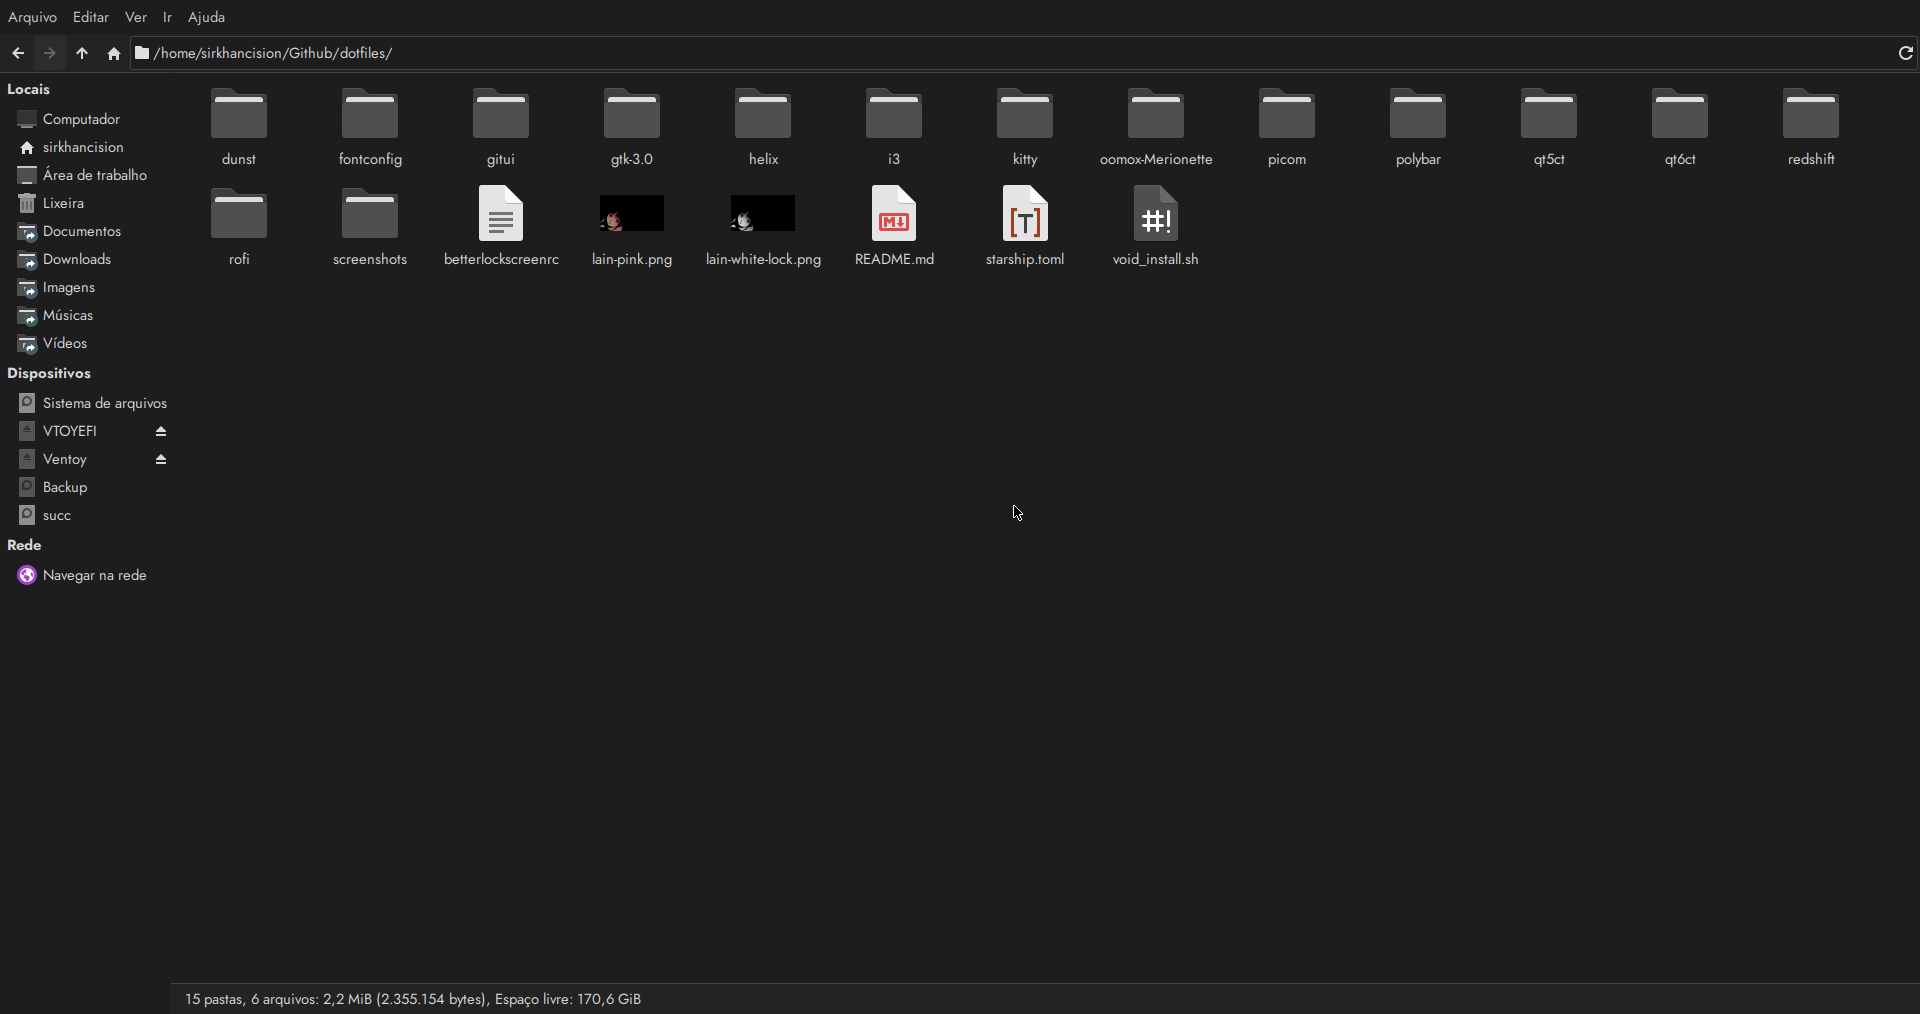 Arquivo Editar Ver Ir Ajuda
/home/sirkhancision/Github/dotfiles/
Locais
Computador
sirkhancision
Área de trabalho
Lixeira
Documentos
Downloads
Imagens
Músicas
Vídeos
Dispositivos
Sistema de arquivos
VTOYEFI
Ventoy
Backup
succ
Rede
Navegar na rede
dunst fontconfig gitui gtk-3.0 helix i3 kitty oomox-Merionette picom polybar qt5ct qt6ct redshift
M↓ [T] #!
rofi screenshots betterlockscreenrc lain-pink.png lain-white-lock.png README.md starship.toml void_install.sh
15 pastas, 6 arquivos: 2,2 MiB (2.355.154 bytes), Espaço livre: 170,6 GiB